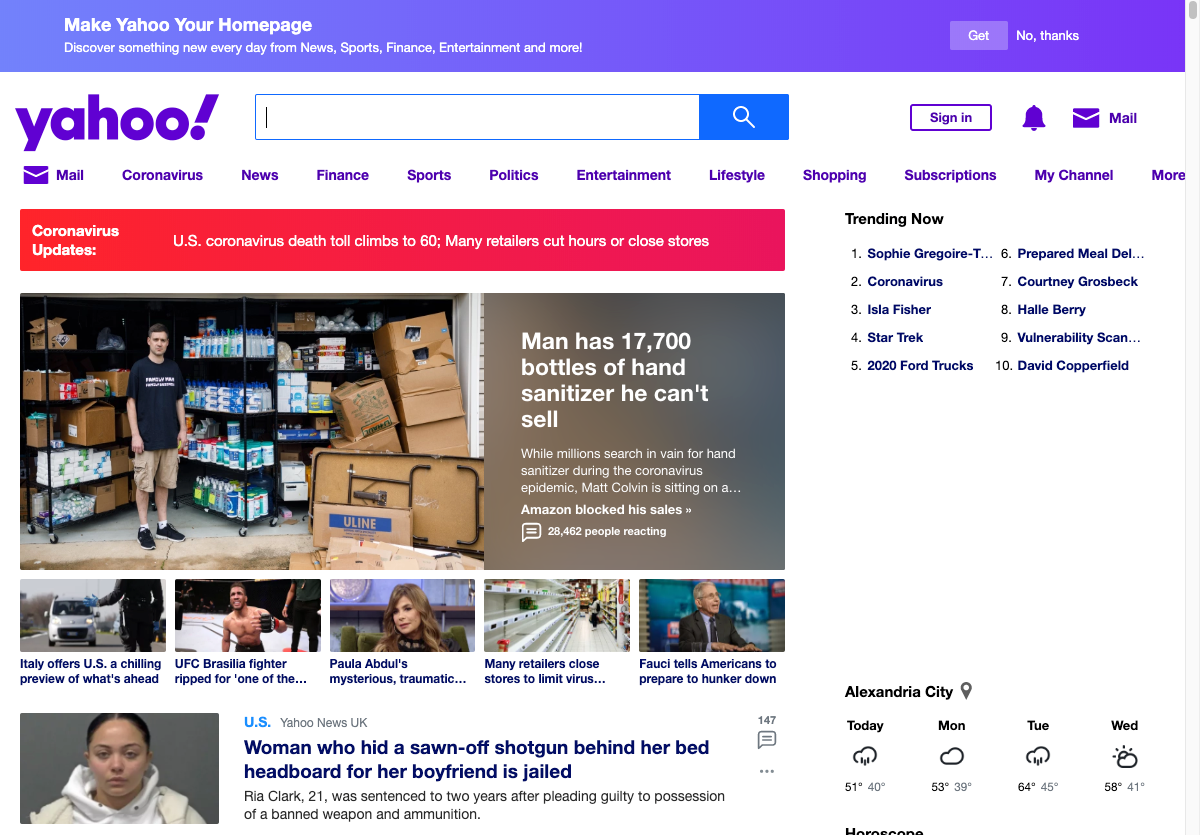 Make Yahoo Your Homepage
Discover something new every day from News, Sports, Finance, Entertainment and more!
Get
No, thanks
yahoo!
Sign in
Mail
Mail
Coronavirus
News
Finance
Sports
Politics
Entertainment
Lifestyle
Shopping
Subscriptions
My Channel
More
Coronavirus
Updates:
U.S. coronavirus death toll climbs to 60; Many retailers cut hours or close stores
FAMILY MAN
ULINE
Man has 17,700
bottles of hand
sanitizer he can't
sell
While millions search in vain for hand
sanitizer during the coronavirus
epidemic, Matt Colvin is sitting on a…
Amazon blocked his sales »
28,462 people reacting
Italy offers U.S. a chilling
preview of what's ahead
UFC Brasilia fighter
ripped for 'one of the…
Paula Abdul's
mysterious, traumatic…
Many retailers close
stores to limit virus…
Fauci tells Americans to
prepare to hunker down
U.S. Yahoo News UK
Woman who hid a sawn-off shotgun behind her bed
headboard for her boyfriend is jailed
Ria Clark, 21, was sentenced to two years after pleading guilty to possession
of a banned weapon and ammunition.
147
Trending Now
1. Sophie Gregoire-T…
2. Coronavirus
3. Isla Fisher
4. Star Trek
5. 2020 Ford Trucks
6. Prepared Meal Del…
7. Courtney Grosbeck
8. Halle Berry
9. Vulnerability Scan…
10. David Copperfield
Alexandria City
Today
Mon
Tue
Wed
51° 40°
53° 39°
64° 45°
58° 41°
Horoscope